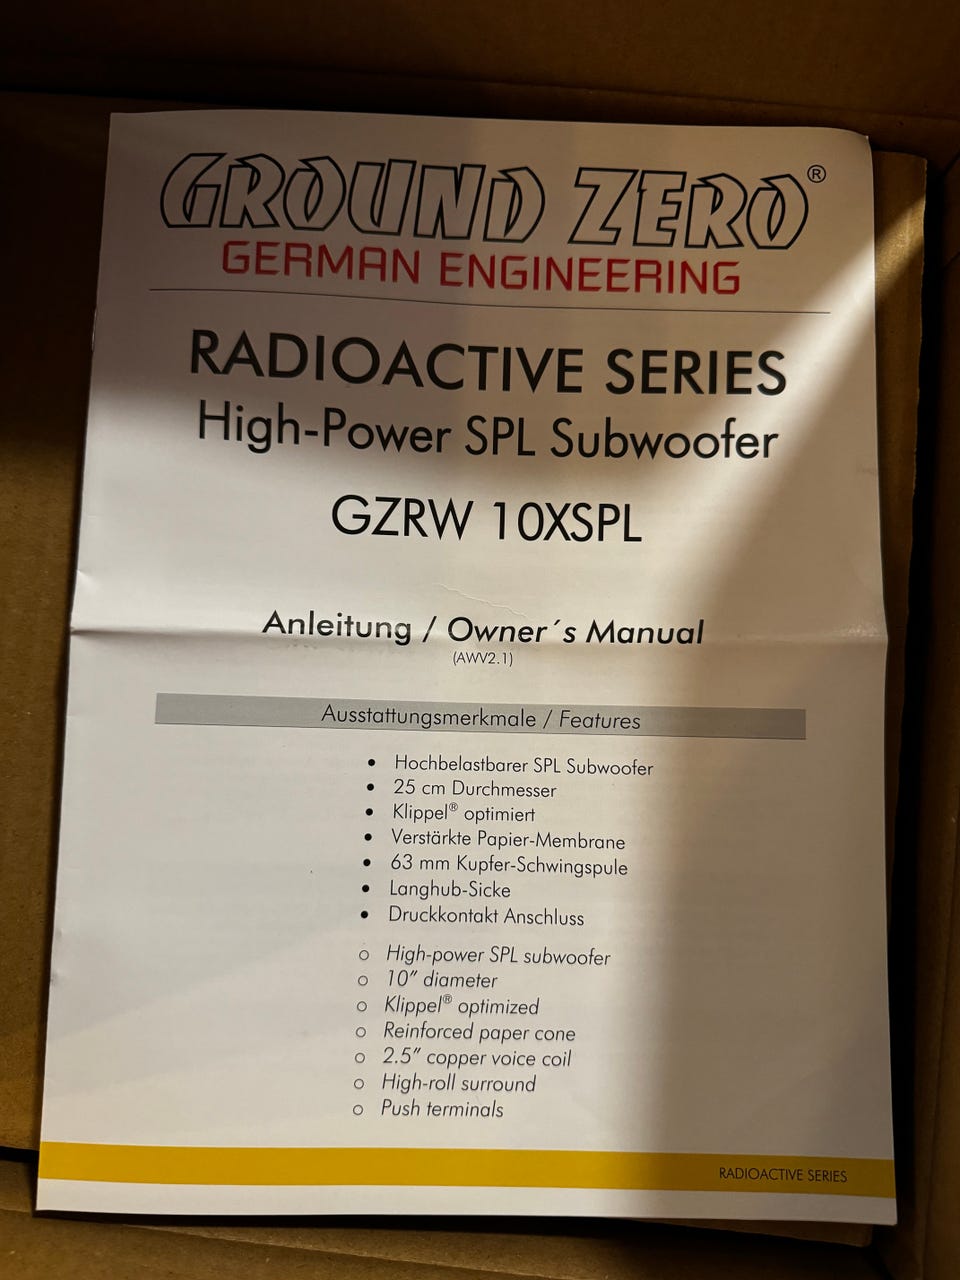 GROUND ZERO®
GERMAN ENGINEERING
RADIOACTIVE SERIES
High-Power SPL Subwoofer
GZRW 10XSPL
Anleitung / Owner´s Manual
(AWV2.1)
Ausstattungsmerkmale / Features
• Hochbelastbarer SPL Subwoofer
• 25 cm Durchmesser
• Klippel® optimiert
• Verstärkte Papier-Membrane
• 63 mm Kupfer-Schwingspule
• Langhub-Sicke
• Druckkontakt Anschluss
○ High-power SPL subwoofer
○ 10″ diameter
○ Klippel® optimized
○ Reinforced paper cone
○ 2.5″ copper voice coil
○ High-roll surround
○ Push terminals
RADIOACTIVE SERIES